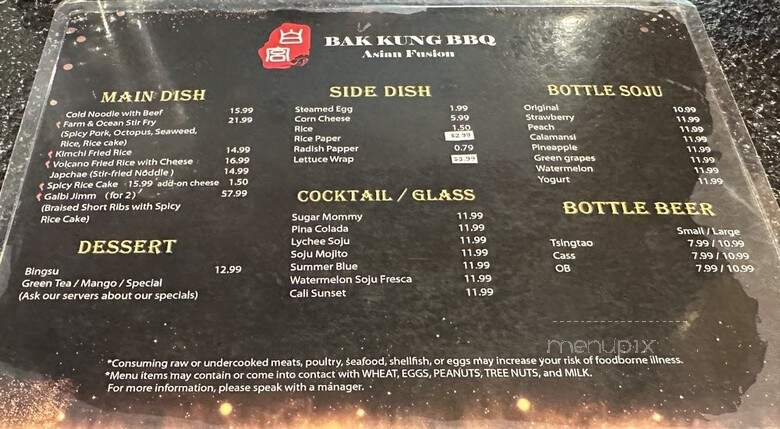 白宮
BAK KUNG BBQ
Asian Fusion
MAIN DISH
Cold Noodle with Beef 15.99
Farm & Ocean Stir Fry 21.99
(Spicy Pork, Octopus, Seaweed,
Rice, Rice cake)
Kimchi Fried Rice 14.99
Volcano Fried Rice with Cheese 16.99
Japchae (Stir-fried Noddle) 14.99
Spicy Rice Cake 15.99 add-on cheese 1.50
Galbi Jimm (for 2) 57.99
(Braised Short Ribs with Spicy
Rice Cake)
DESSERT
Bingsu 12.99
Green Tea / Mango / Special
(Ask our servers about our specials)
SIDE DISH
Steamed Egg 1.99
Corn Cheese 5.99
Rice 1.50
Rice Paper $2.99
Radish Papper 0.79
Lettuce Wrap $3.99
COCKTAIL / GLASS
Sugar Mommy 11.99
Pina Colada 11.99
Lychee Soju 11.99
Soju Mojito 11.99
Summer Blue 11.99
Watermelon Soju Fresca 11.99
Cali Sunset 11.99
BOTTLE SOJU
Original 10.99
Strawberry 11.99
Peach 11.99
Calamansi 11.99
Pineapple 11.99
Green grapes 11.99
Watermelon 11.99
Yogurt 11.99
BOTTLE BEER
Small / Large
Tsingtao 7.99 / 10.99
Cass 7.99 / 10.99
OB 7.99 / 10.99
menupix
*Consuming raw or undercooked meats, poultry, seafood, shellfish, or eggs may increase your risk of foodborne illness.
*Menu items may contain or come into contact with WHEAT, EGGS, PEANUTS, TREE NUTS, and MILK.
For more information, please speak with a manager.